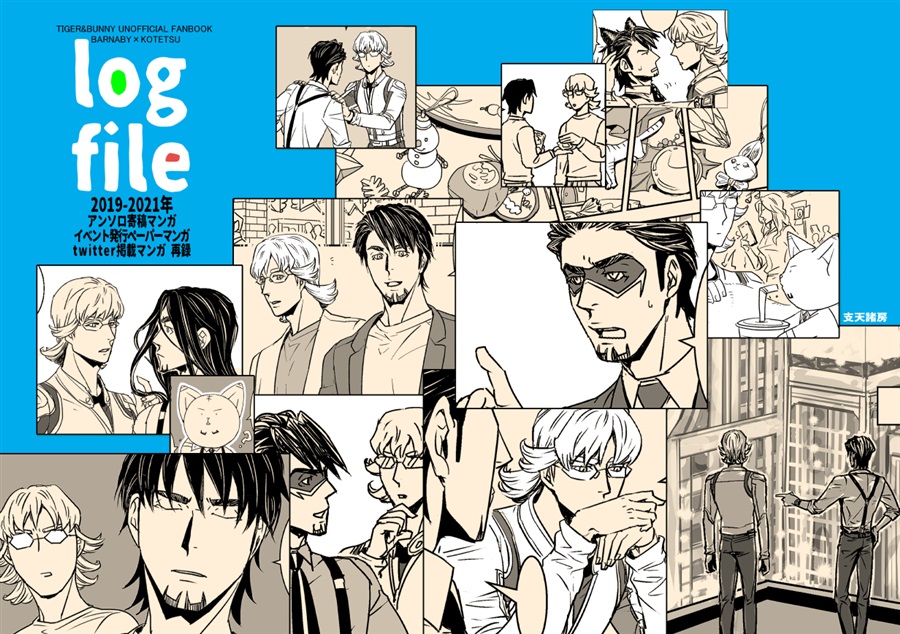 TIGER&BUNNY UNOFFICIAL FANBOOK
BARNABY×KOTETSU
log
file
2019-2021年
アンソロ寄稿マンガ
イベント発行ペーパーマンガ
twitter掲載マンガ 再録
支天諸房
?